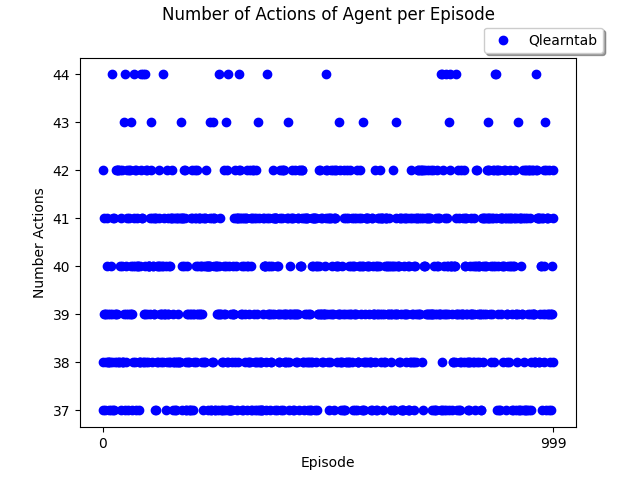 Number of Actions of Agent per Episode
Qlearntab
44
43
42
41
40
39
38
37
Number Actions
0
999
Episode